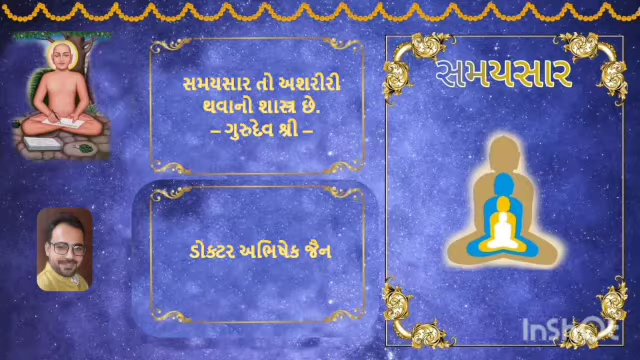 સમયસાર તો અશરીરી
થવાનો શાસ્ત્ર છે.
– ગુરુદેવ શ્રી –
ડોક્ટર અભિષેક જૈન
સમયસાર
InShOt